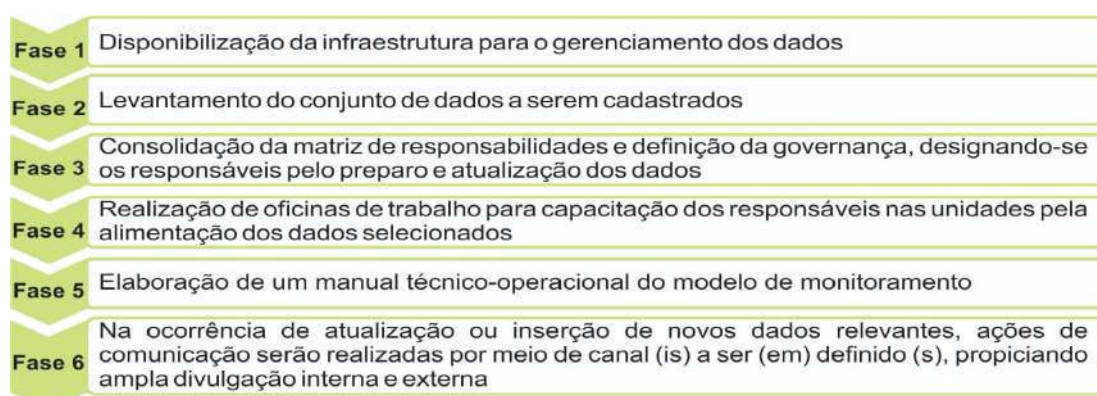 Fase 1 Disponibilização da infraestrutura para o gerenciamento dos dados
Fase 2 Levantamento do conjunto de dados a serem cadastrados
Consolidação da matriz de responsabilidades e definição da governança, designando-se
Fase 3 os responsáveis pelo preparo e atualização dos dados
Realização de oficinas de trabalho para capacitação dos responsáveis nas unidades pela
Fase 4 alimentação dos dados selecionados
Fase 5 Elaboração de um manual técnico-operacional do modelo de monitoramento
Na ocorrência de atualização ou inserção de novos dados relevantes, ações de
Fase 6 comunicação serão realizadas por meio de canal (is) a ser (em) definido (s), propiciando
ampla divulgação interna e externa